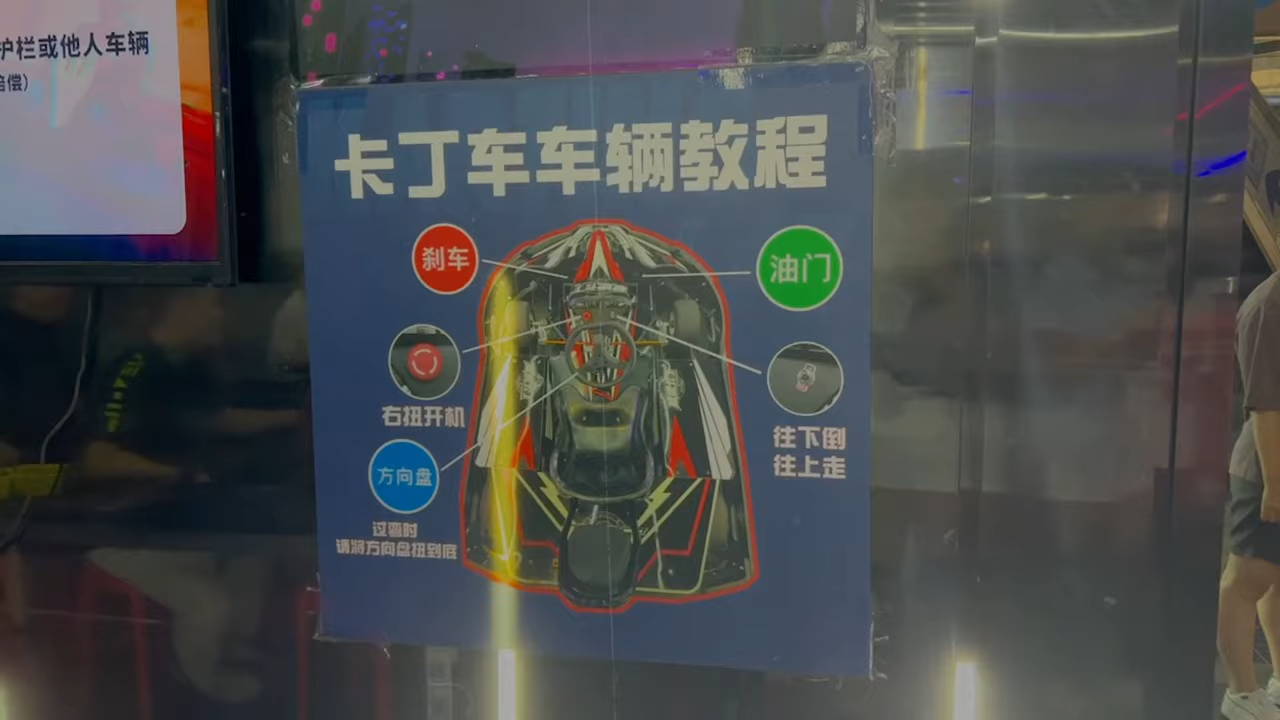 护栏或他人车辆
赔偿）
卡丁车车辆教程
刹车
油门
右扭开机
往下倒
往上走
方向盘
过弯时
请将方向盘扭到底